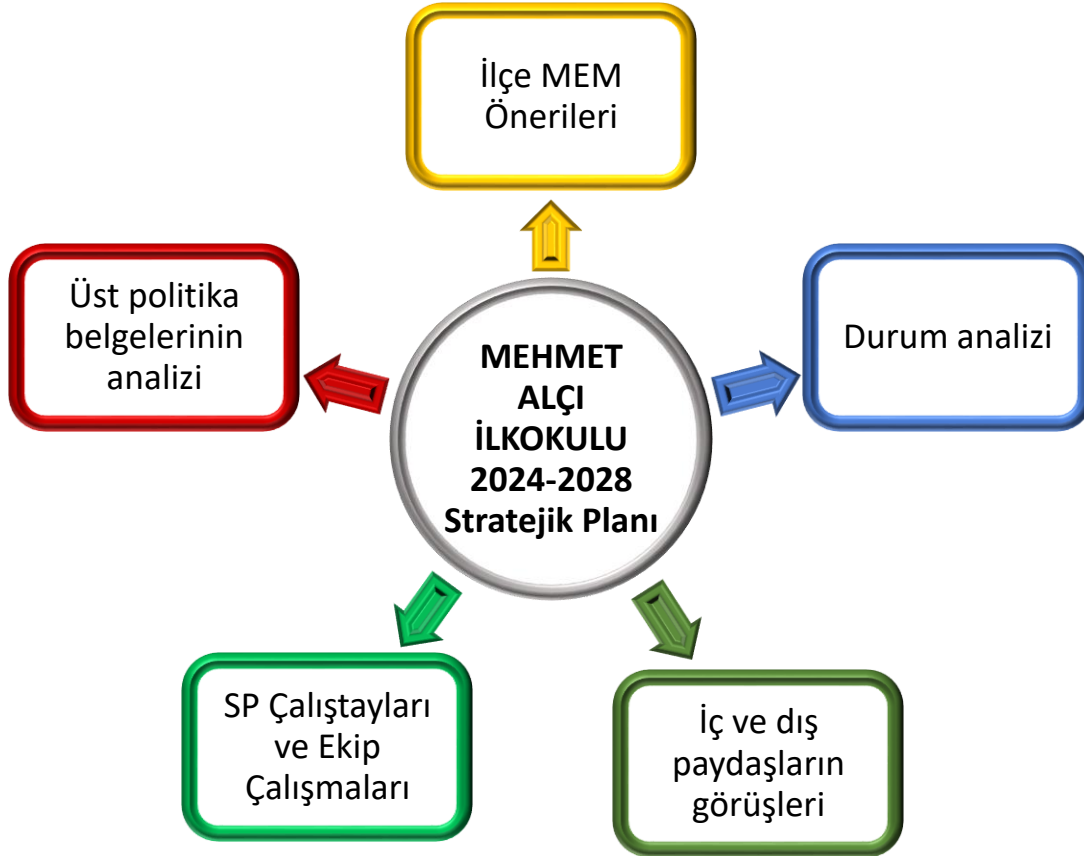 İlçe MEM
Önerileri
Üst politika
belgelerinin
analizi
Durum analizi
MEHMET
ALÇI
İLKOKULU
2024-2028
Stratejik Planı
SP Çalıştayları
ve Ekip
Çalışmaları
İç ve dış
paydaşların
görüşleri